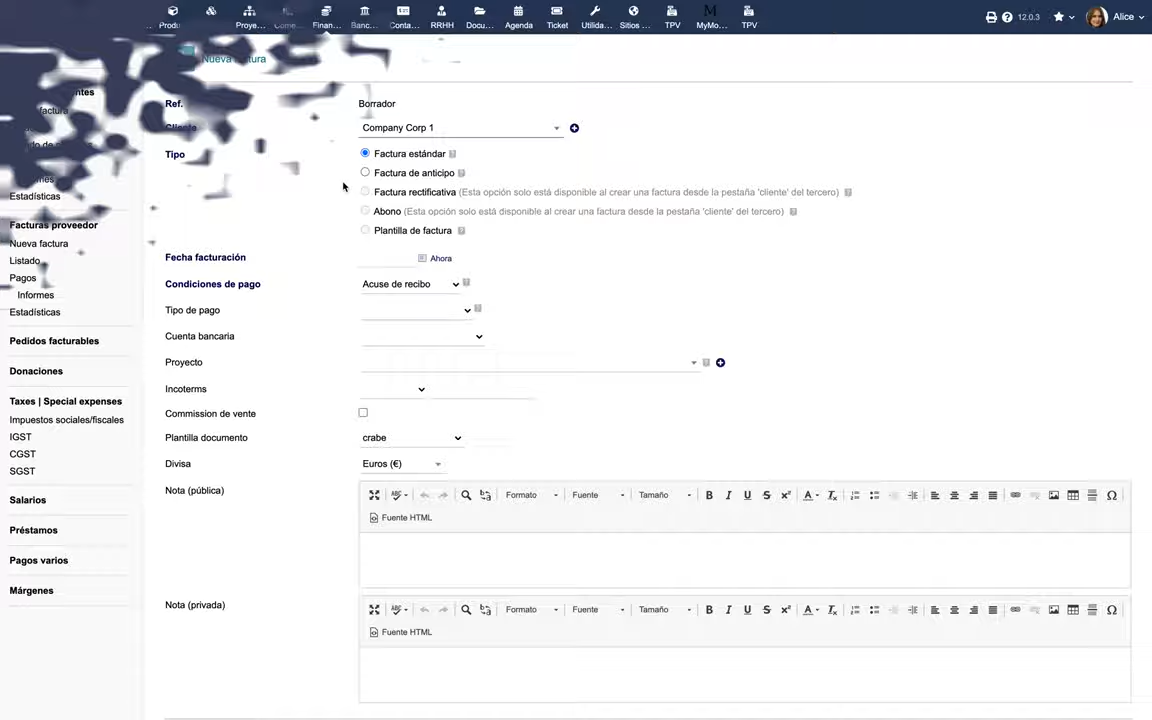 Produ
Proye...
Come...
Finan...
Banc...
Conta...
RRHH
Docu...
Agenda
Ticket
Utilida...
Sitios ...
TPV
MyMo...
TPV
12.0.3
Alice
Nueva factura
Ref.
Borrador
Cliente
Company Corp 1
Tipo
Factura estándar
Factura de anticipo
Factura rectificativa (Esta opción solo está disponible al crear una factura desde la pestaña 'cliente' del tercero)
Abono (Esta opción solo está disponible al crear una factura desde la pestaña 'cliente' del tercero)
Plantilla de factura
Fecha facturación
Ahora
Condiciones de pago
Acuse de recibo
Tipo de pago
Cuenta bancaria
Proyecto
Incoterms
Commission de vente
Plantilla documento
crabe
Divisa
Euros (€)
Nota (pública)
Formato
Fuente
Tamaño
Fuente HTML
Nota (privada)
Formato
Fuente
Tamaño
Fuente HTML
factura
Estadísticas
Facturas proveedor
Nueva factura
Listado
Pagos
Informes
Estadísticas
Pedidos facturables
Donaciones
Taxes | Special expenses
Impuestos sociales/fiscales
IGST
CGST
SGST
Salarios
Préstamos
Pagos varios
Márgenes